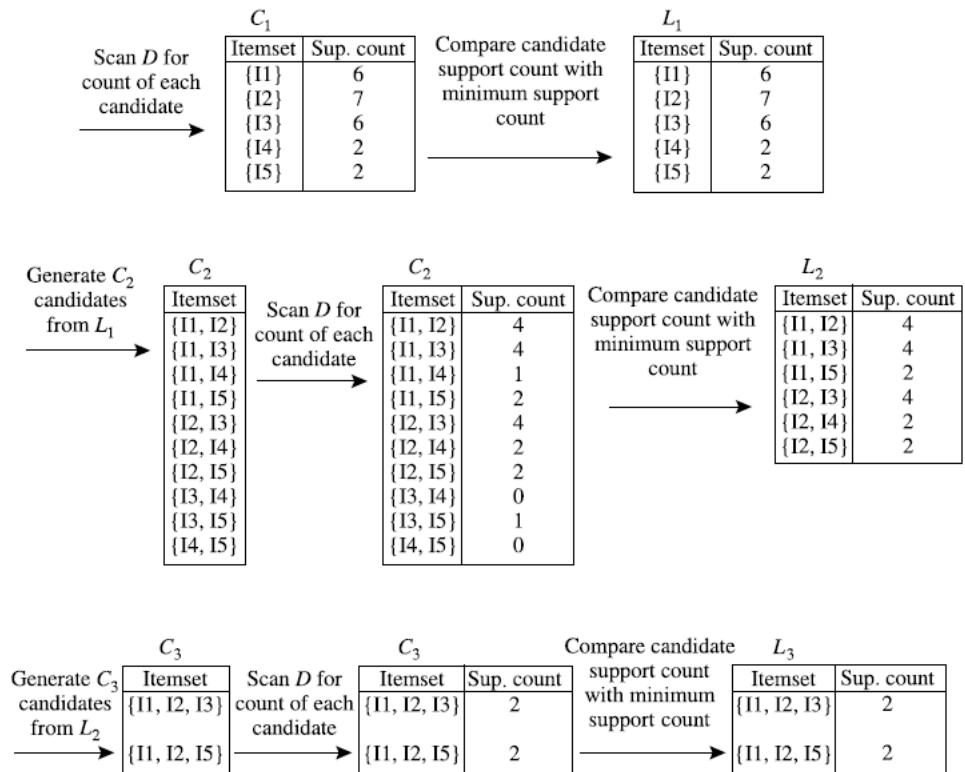 C1
L1
Scan D for
count of each
candidate
Itemset Sup. count
{I1} 6
{I2} 7
{I3} 6
{I4} 2
{I5} 2
Compare candidate
support count with
minimum support
count
Itemset Sup. count
{I1} 6
{I2} 7
{I3} 6
{I4} 2
{I5} 2
Generate C2
candidates
from L1
C2
Itemset
{I1, I2}
{I1, I3}
{I1, I4}
{I1, I5}
{I2, I3}
{I2, I4}
{I2, I5}
{I3, I4}
{I3, I5}
{I4, I5}
Scan D for
count of each
candidate
C2
Itemset Sup. count
{I1, I2} 4
{I1, I3} 4
{I1, I4} 1
{I1, I5} 2
{I2, I3} 4
{I2, I4} 2
{I2, I5} 2
{I3, I4} 0
{I3, I5} 1
{I4, I5} 0
Compare candidate
support count with
minimum support
count
L2
Itemset Sup. count
{I1, I2} 4
{I1, I3} 4
{I1, I5} 2
{I2, I3} 4
{I2, I4} 2
{I2, I5} 2
Generate C3
candidates
from L2
C3
Itemset
{I1, I2, I3}
{I1, I2, I5}
Scan D for
count of each
candidate
C3
Itemset Sup. count
{I1, I2, I3} 2
{I1, I2, I5} 2
Compare candidate
support count
with minimum
support count
L3
Itemset Sup. count
{I1, I2, I3} 2
{I1, I2, I5} 2